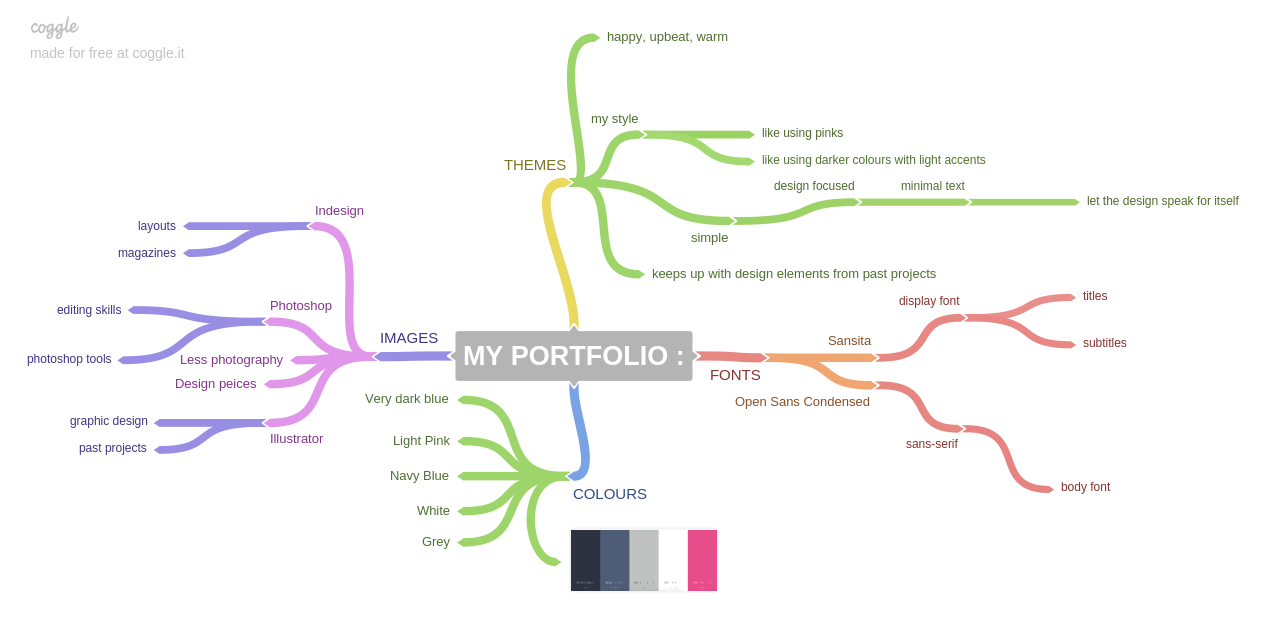 coggle
made for free at coggle.it
MY PORTFOLIO :
THEMES
happy, upbeat, warm
my style
like using pinks
like using darker colours with light accents
simple
design focused
minimal text
let the design speak for itself
keeps up with design elements from past projects
FONTS
Sansita
display font
titles
subtitles
Open Sans Condensed
sans-serif
body font
COLOURS
Very dark blue
Light Pink
Navy Blue
White
Grey
IMAGES
Indesign
layouts
magazines
Photoshop
editing skills
photoshop tools
Less photography
Design peices
Illustrator
graphic design
past projects